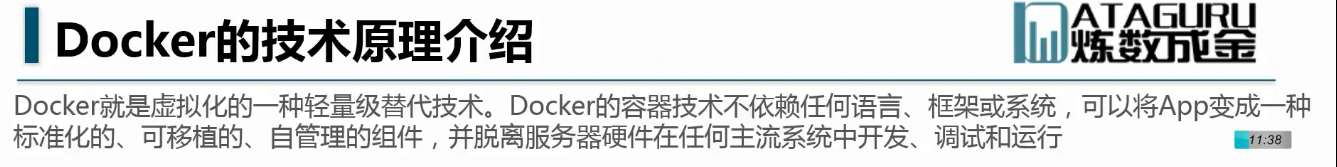 Docker的技术原理介绍
ATAGURU
炼数成金
Docker就是虚拟化的一种轻量级替代技术。Docker的容器技术不依赖任何语言、框架或系统，可以将App变成一种
标准化的、可移植的、自管理的组件，并脱离服务器硬件在任何主流系统中开发、调试和运行
11:38